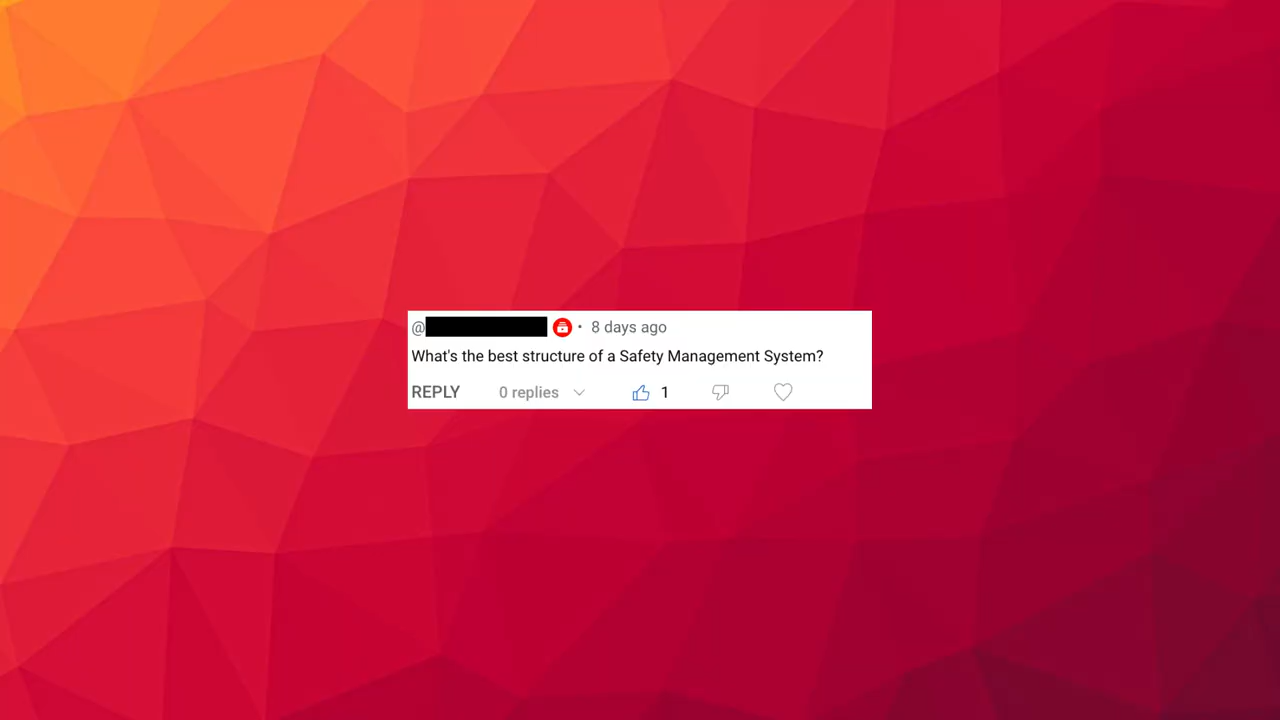 @ · 8 days ago
What's the best structure of a Safety Management System?
REPLY 0 replies 1